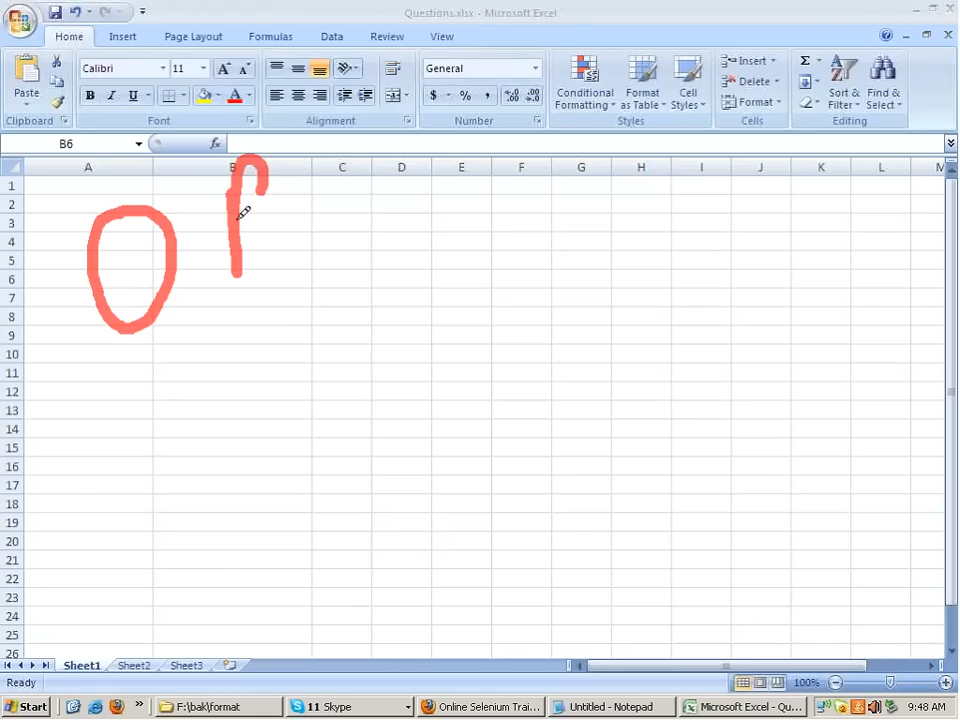 Questions.xlsx - Microsoft Excel
Home Insert Page Layout Formulas Data Review View
Paste Calibri 11 General Conditional Formatting Format as Table Cell Styles Insert Delete Format Sort & Filter Find & Select
B I U $ % ,
Clipboard Font Alignment Number Styles Cells Editing
B6 fx
A B C D E F G H I J K L M
1
2
3
4
5
6
7
8
9
10
11
12
13
14
15
16
17
18
19
20
21
22
23
24
25
26
Sheet1 Sheet2 Sheet3
Ready 100%
Start F:\bak\format 11 Skype Online Selenium Trai... Untitled - Notepad Microsoft Excel - Qu... 9:48 AM